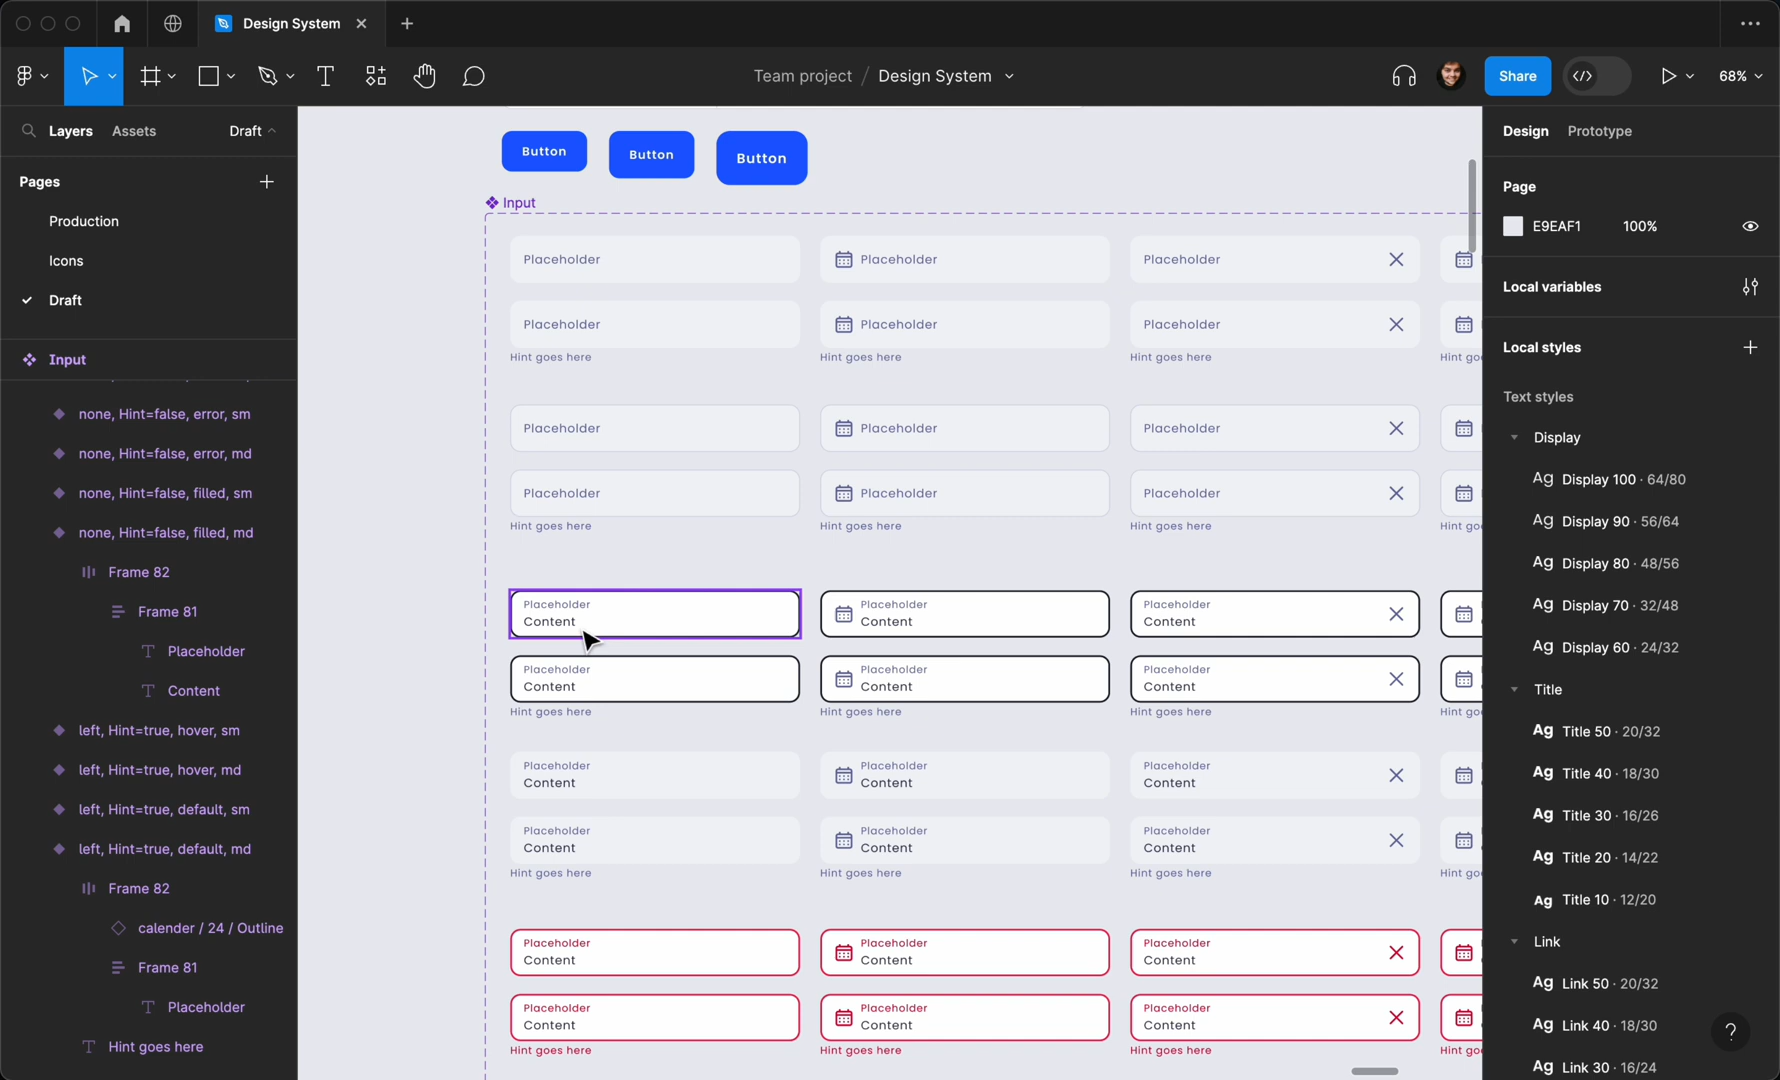 Design System
Team project / Design System
Share
68%
Layers
Assets
Draft
Pages
Production
Icons
Draft
Input
none, Hint=false, error, sm
none, Hint=false, error, md
none, Hint=false, filled, sm
none, Hint=false, filled, md
Frame 82
Frame 81
Placeholder
Content
left, Hint=true, hover, sm
left, Hint=true, hover, md
left, Hint=true, default, sm
left, Hint=true, default, md
Frame 82
calender / 24 / Outline
Frame 81
Placeholder
Hint goes here
Button Button Button
Input
Placeholder Placeholder Placeholder
Placeholder Placeholder Placeholder
Hint goes here Hint goes here Hint goes here Hint go
Placeholder Placeholder Placeholder
Placeholder Placeholder Placeholder
Hint goes here Hint goes here Hint goes here Hint go
Placeholder Placeholder Placeholder
Content Content Content
Placeholder Placeholder Placeholder
Content Content Content
Hint goes here Hint goes here Hint goes here Hint go
Placeholder Placeholder Placeholder
Content Content Content
Placeholder Placeholder Placeholder
Content Content Content
Hint goes here Hint goes here Hint goes here Hint go
Placeholder Placeholder Placeholder
Content Content Content
Placeholder Placeholder Placeholder
Content Content Content
Hint goes here Hint goes here Hint goes here Hint go
Design
Prototype
Page
E9EAF1 100%
Local variables
Local styles
Text styles
Display
Ag Display 100 · 64/80
Ag Display 90 · 56/64
Ag Display 80 · 48/56
Ag Display 70 · 32/48
Ag Display 60 · 24/32
Title
Ag Title 50 · 20/32
Ag Title 40 · 18/30
Ag Title 30 · 16/26
Ag Title 20 · 14/22
Ag Title 10 · 12/20
Link
Ag Link 50 · 20/32
Ag Link 40 · 18/30
Ag Link 30 · 16/24
?